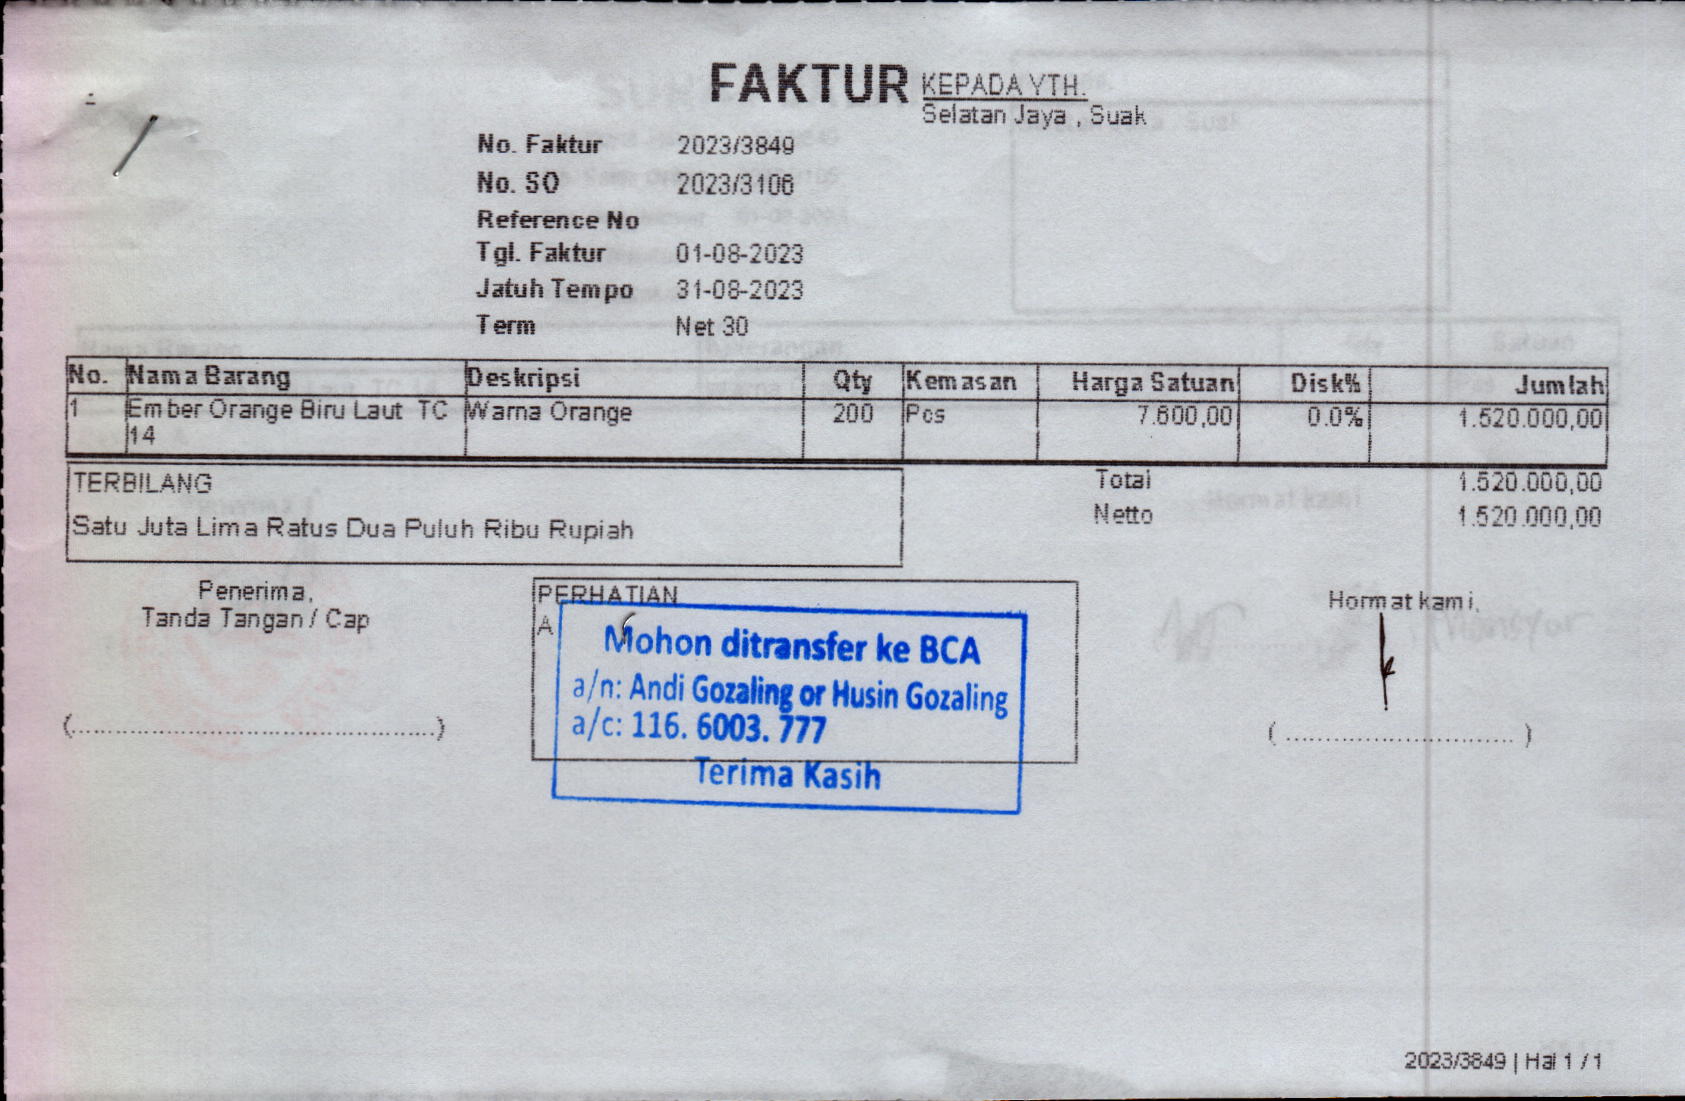 FAKTUR
KEPADA YTH.
Selatan Jaya , Suak
No. Faktur 2023/3849
No. SO 2023/3106
Reference No
Tgl. Faktur 01-08-2023
Jatuh Tempo 31-08-2023
Term Net 30
No. Nama Barang Deskripsi Qty Kemasan Harga Satuan Disk% Jumlah
1 Ember Orange Biru Laut TC Warna Orange 200 Pcs 7.600,00 0.0% 1.520.000,00
14
TERBILANG Total 1.520.000,00
Netto 1.520.000,00
Satu Juta Lima Ratus Dua Puluh Ribu Rupiah
Penerima,
Tanda Tangan / Cap
(...............................................)
PERHATIAN
A
Mohon ditransfer ke BCA
a/n: Andi Gozaling or Husin Gozaling
a/c: 116. 6003. 777
Terima Kasih
Hormat kami,
( ............................. )
2023/3849 | Hal 1 / 1